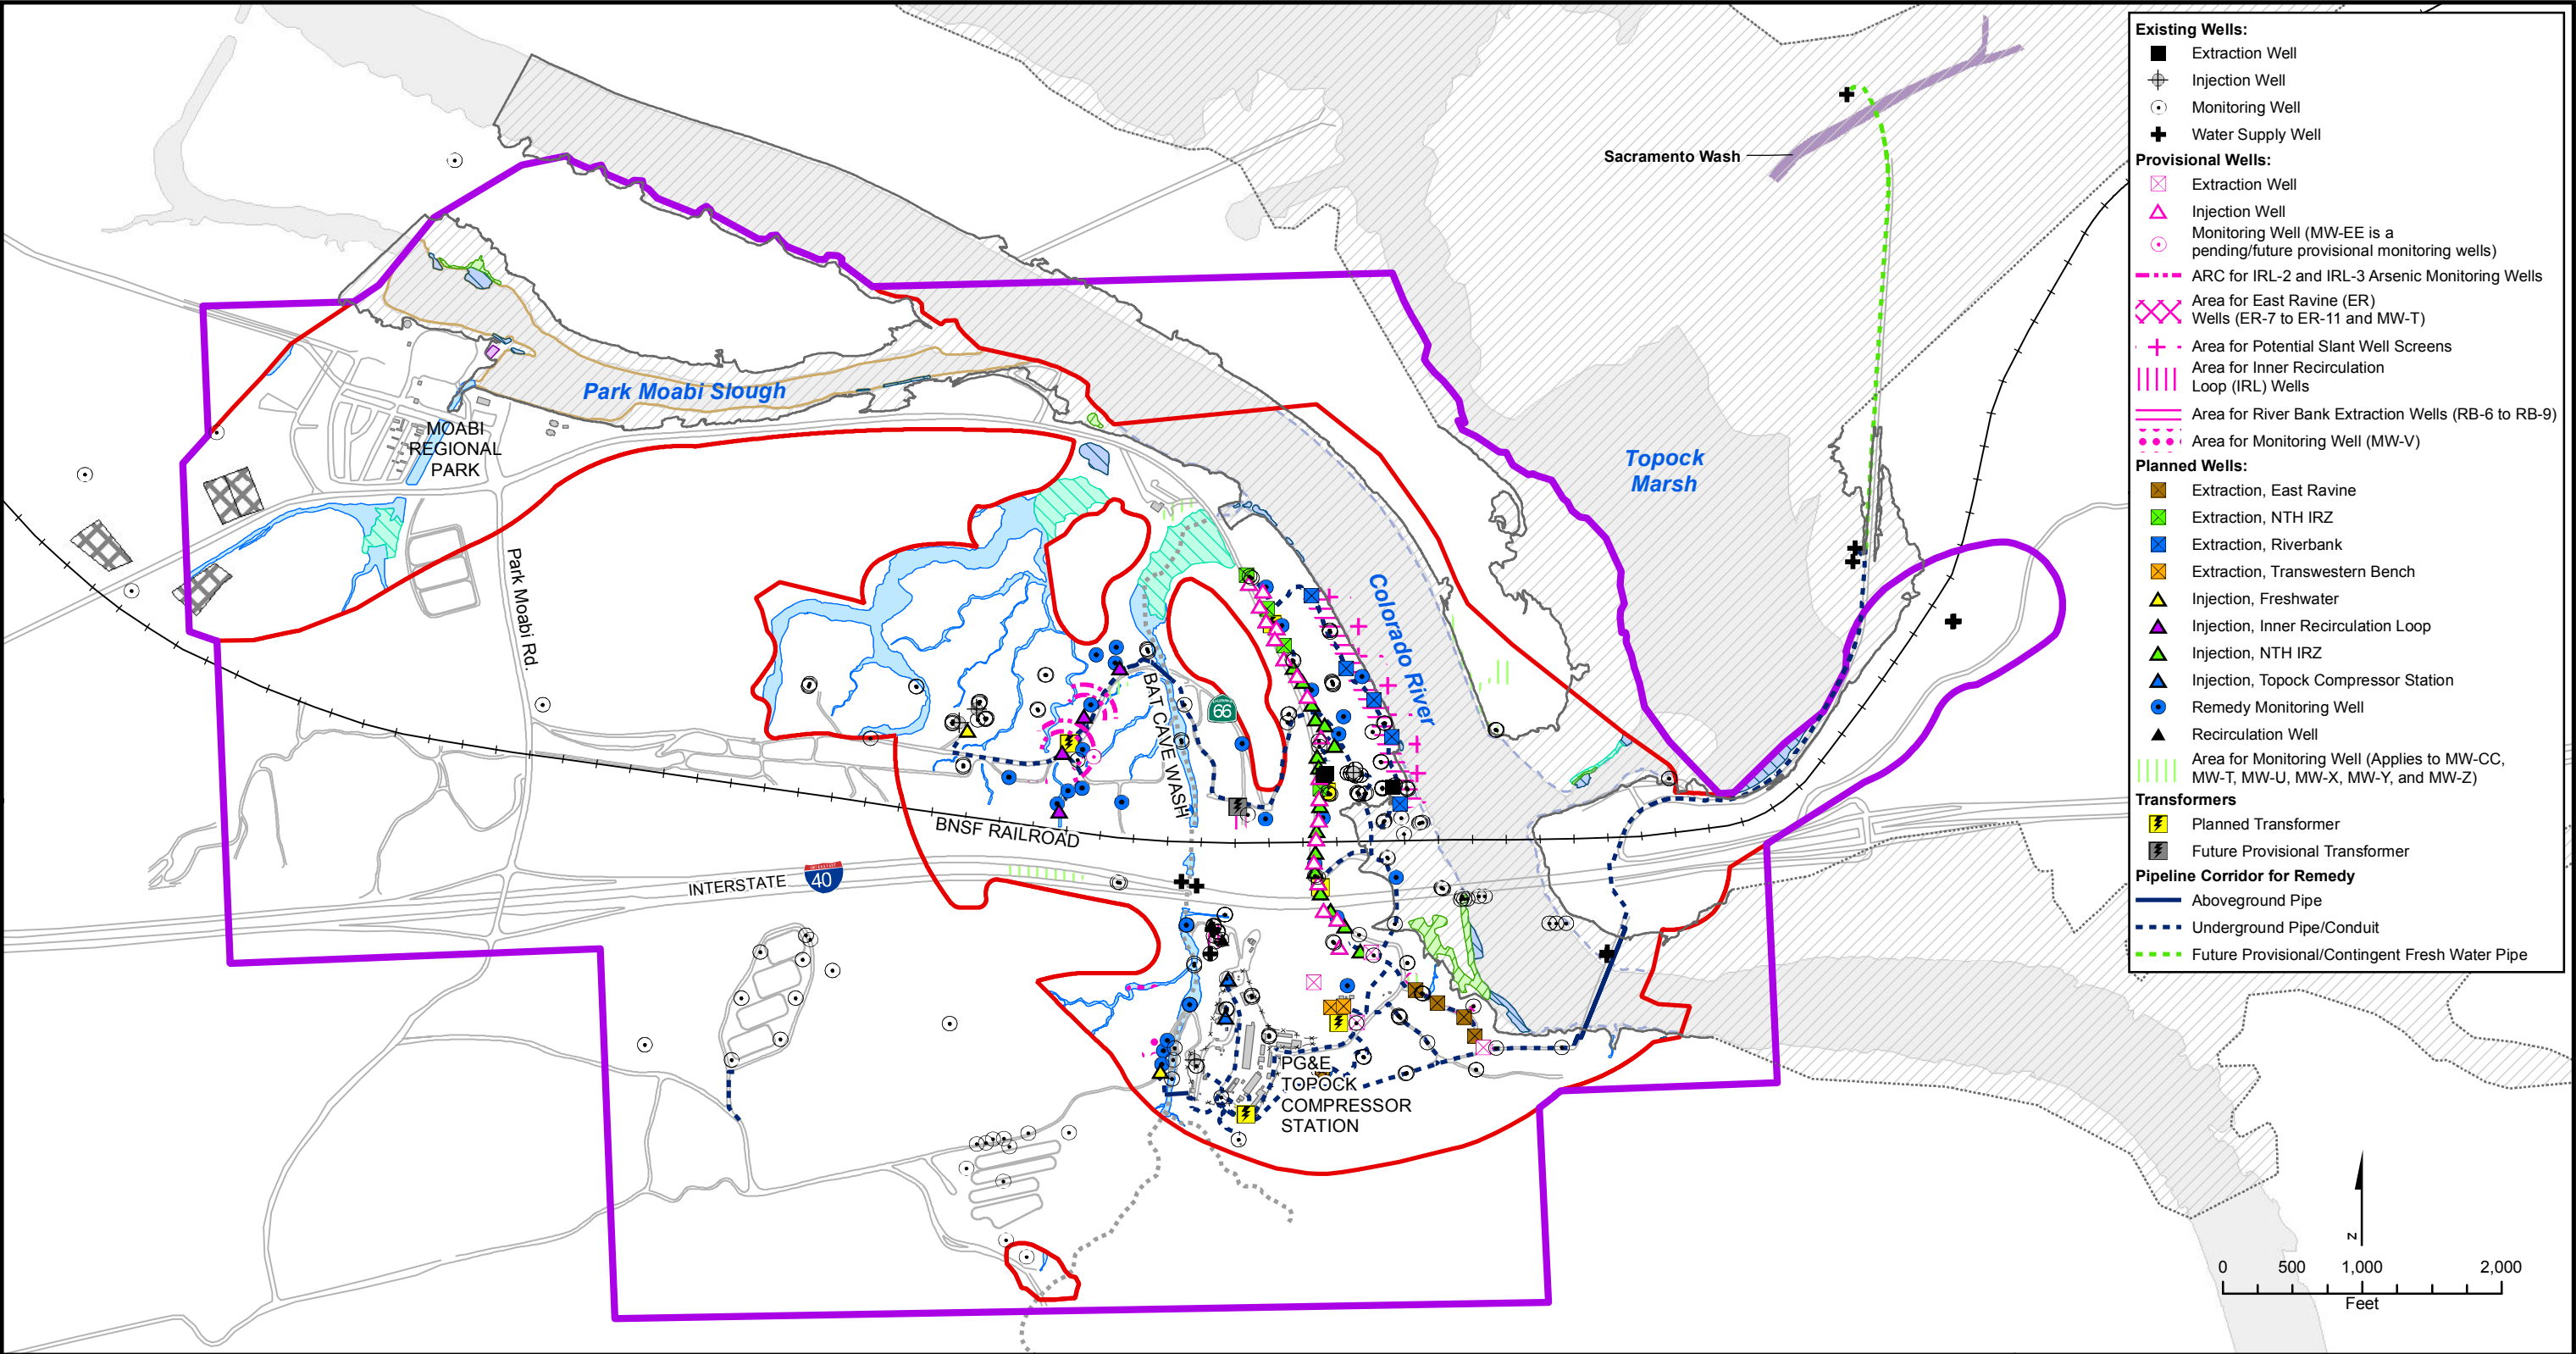 Existing Wells:
Extraction Well
Injection Well
Monitoring Well
Water Supply Well
Provisional Wells:
Extraction Well
Injection Well
Monitoring Well (MW-EE is a
pending/future provisional monitoring wells)
ARC for IRL-2 and IRL-3 Arsenic Monitoring Wells
Area for East Ravine (ER)
Wells (ER-7 to ER-11 and MW-T)
Area for Potential Slant Well Screens
Area for Inner Recirculation
Loop (IRL) Wells
Area for River Bank Extraction Wells (RB-6 to RB-9)
Area for Monitoring Well (MW-V)
Planned Wells:
Extraction, East Ravine
Extraction, NTH IRZ
Extraction, Riverbank
Extraction, Transwestern Bench
Injection, Freshwater
Injection, Inner Recirculation Loop
Injection, NTH IRZ
Injection, Topock Compressor Station
Remedy Monitoring Well
Recirculation Well
Area for Monitoring Well (Applies to MW-CC,
MW-T, MW-U, MW-X, MW-Y, and MW-Z)
Transformers
Planned Transformer
Future Provisional Transformer
Pipeline Corridor for Remedy
Aboveground Pipe
Underground Pipe/Conduit
Future Provisional/Contingent Fresh Water Pipe
Sacramento Wash
Park Moabi Slough
MOABI
REGIONAL
PARK
Topock
Marsh
Park Moabi Rd.
Colorado River
BAT CAVE WASH
66
BNSF RAILROAD
INTERSTATE
40
PG&E
TOPOCK
COMPRESSOR
STATION
Z
0 500 1,000 2,000
Feet